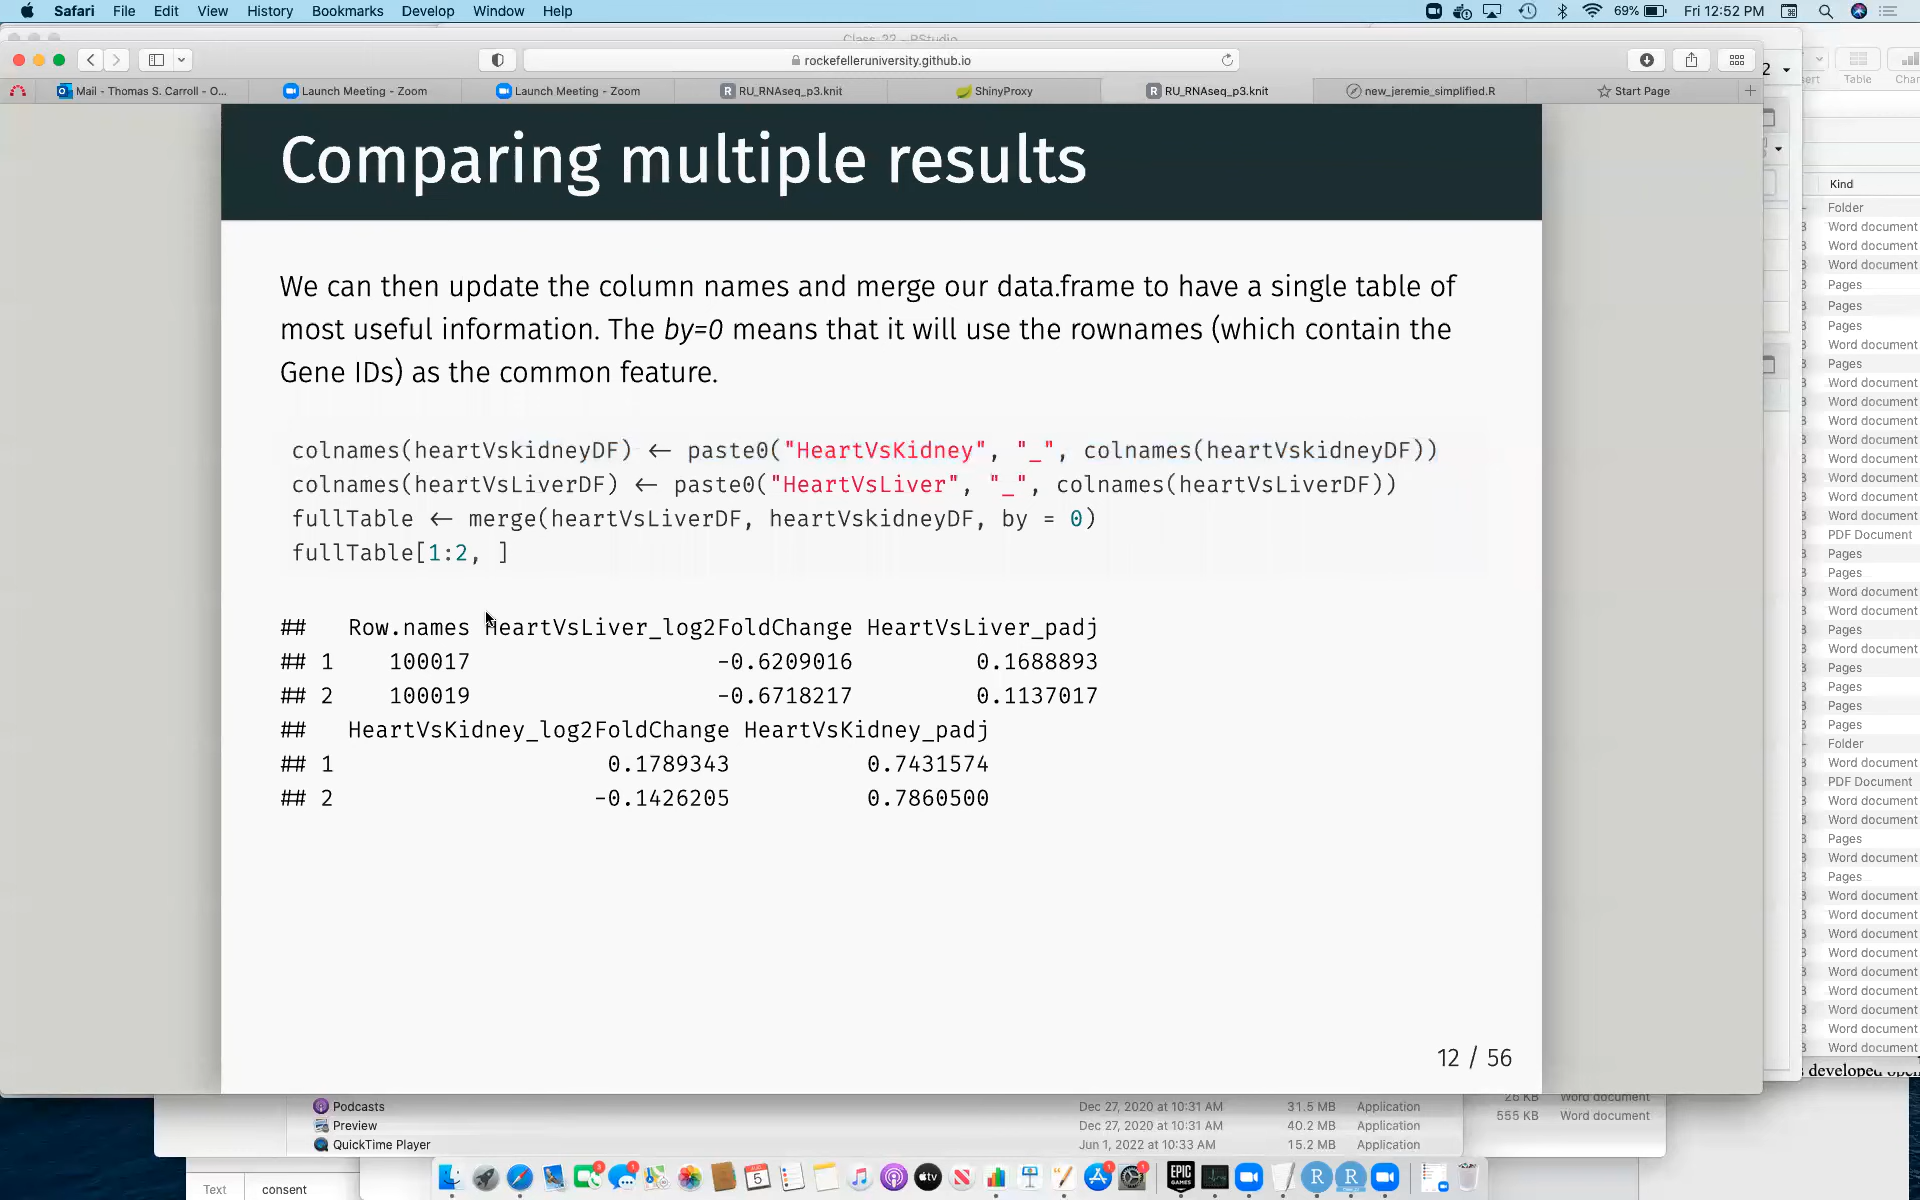 Safari File Edit View History Bookmarks Develop Window Help
69% Fri 12:52 PM
Class_22 - RStudio
rockefelleruniversity.github.io
Mail - Thomas S. Carroll - O...
Launch Meeting - Zoom
Launch Meeting - Zoom
RU_RNAseq_p3.knit
ShinyProxy
RU_RNAseq_p3.knit
new_jeremie_simplified.R
Start Page
Table
Comparing multiple results
We can then update the column names and merge our data.frame to have a single table of
most useful information. The by=0 means that it will use the rownames (which contain the
Gene IDs) as the common feature.
colnames(heartVskidneyDF) <- paste0("HeartVsKidney", "_", colnames(heartVskidneyDF))
colnames(heartVsLiverDF) <- paste0("HeartVsLiver", "_", colnames(heartVsLiverDF))
fullTable <- merge(heartVsLiverDF, heartVskidneyDF, by = 0)
fullTable[1:2, ]
## Row.names HeartVsLiver_log2FoldChange HeartVsLiver_padj
## 1 100017 -0.6209016 0.1688893
## 2 100019 -0.6718217 0.1137017
## HeartVsKidney_log2FoldChange HeartVsKidney_padj
## 1 0.1789343 0.7431574
## 2 -0.1426205 0.7860500
12 / 56
Kind
Folder
Word document
Word document
Word document
Pages
Pages
Pages
Word document
Pages
Word document
Word document
Word document
Word document
Word document
Word document
Word document
PDF Document
Pages
Pages
Word document
Word document
Pages
Word document
Pages
Pages
Pages
Pages
Folder
Word document
PDF Document
Word document
Word document
Pages
Word document
Pages
Word document
Word document
Word document
Word document
Word document
Word document
Word document
Word document
Word document
Podcasts Dec 27, 2020 at 10:31 AM 31.5 MB Application
Preview Dec 27, 2020 at 10:31 AM 40.2 MB Application
QuickTime Player Jun 1, 2022 at 10:33 AM 15.2 MB Application
Word document
555 KB Word document
Text consent